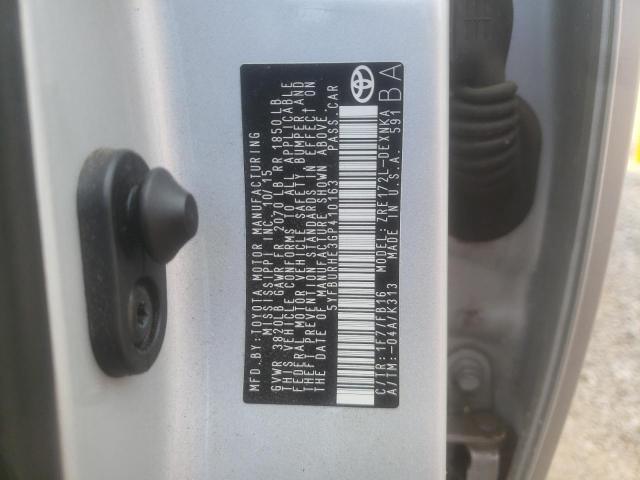 MFD. BY: TOYOTA MOTOR MANUFACTURING
MISSISSIPPI, INC. 10/15
GVWR 3820LB GAWR FR 2070 LB RR 1850LB
THIS VEHICLE CONFORMS TO ALL APPLICABLE
FEDERAL MOTOR VEHICLE SAFETY, BUMPER, AND
THEFT PREVENTION STANDARDS IN EFFECT ON
THE DATE OF MANUFACTURE SHOWN ABOVE.
5YFBURHE3GP410163 PASS. CAR
C/TR: 1F7/FB16 MODEL: ZRE172L-DEXNKA
A/TM: -04A/K313 MADE IN U.S.A. 591
BA